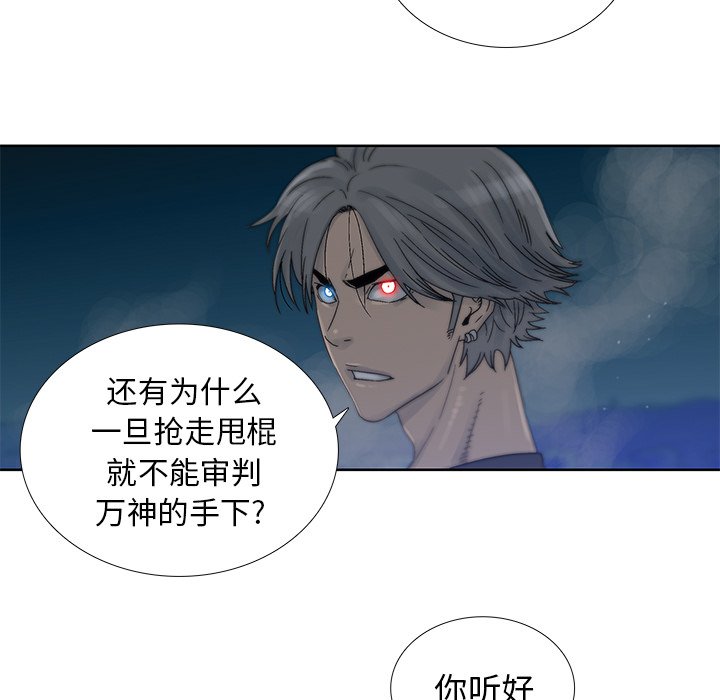 还有为什么
一旦抢走甩棍
就不能审判
万神的手下?
你听好